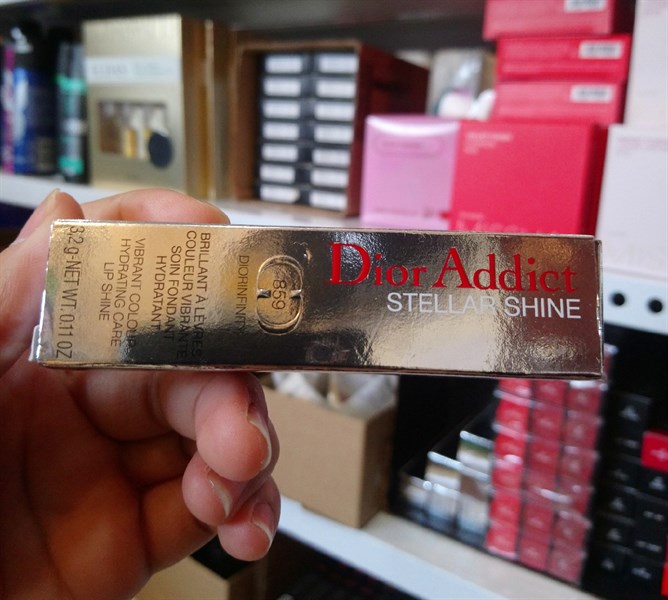 Dior Addict
STELLAR SHINE
859
DIORINFINITY
BRILLANT À LÈVRES
COULEUR VIBRANTE
SOIN FONDANT
HYDRATANT
VIBRANT COLOR
HYDRATING CARE
LIP SHINE
3,2 g-NET WT. 0.11 OZ